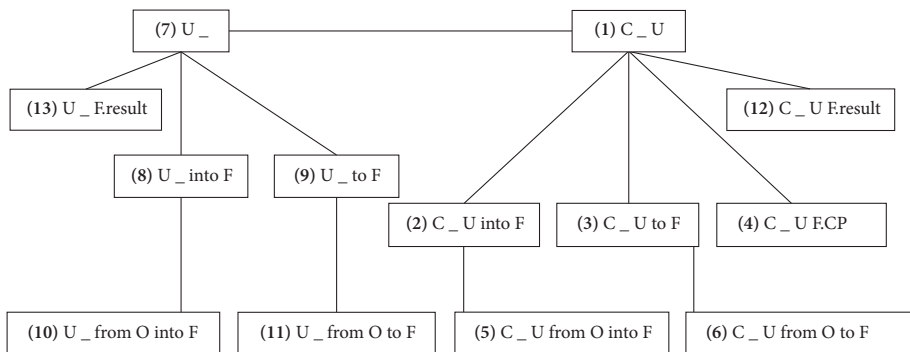 (7) U _
(1) C _ U
(13) U _ F.result
(12) C _ U F.result
(8) U _ into F
(9) U _ to F
(2) C _ U into F
(3) C _ U to F
(4) C _ U F.CP
(10) U _ from O into F
(11) U _ from O to F
(5) C _ U from O into F
(6) C _ U from O to F